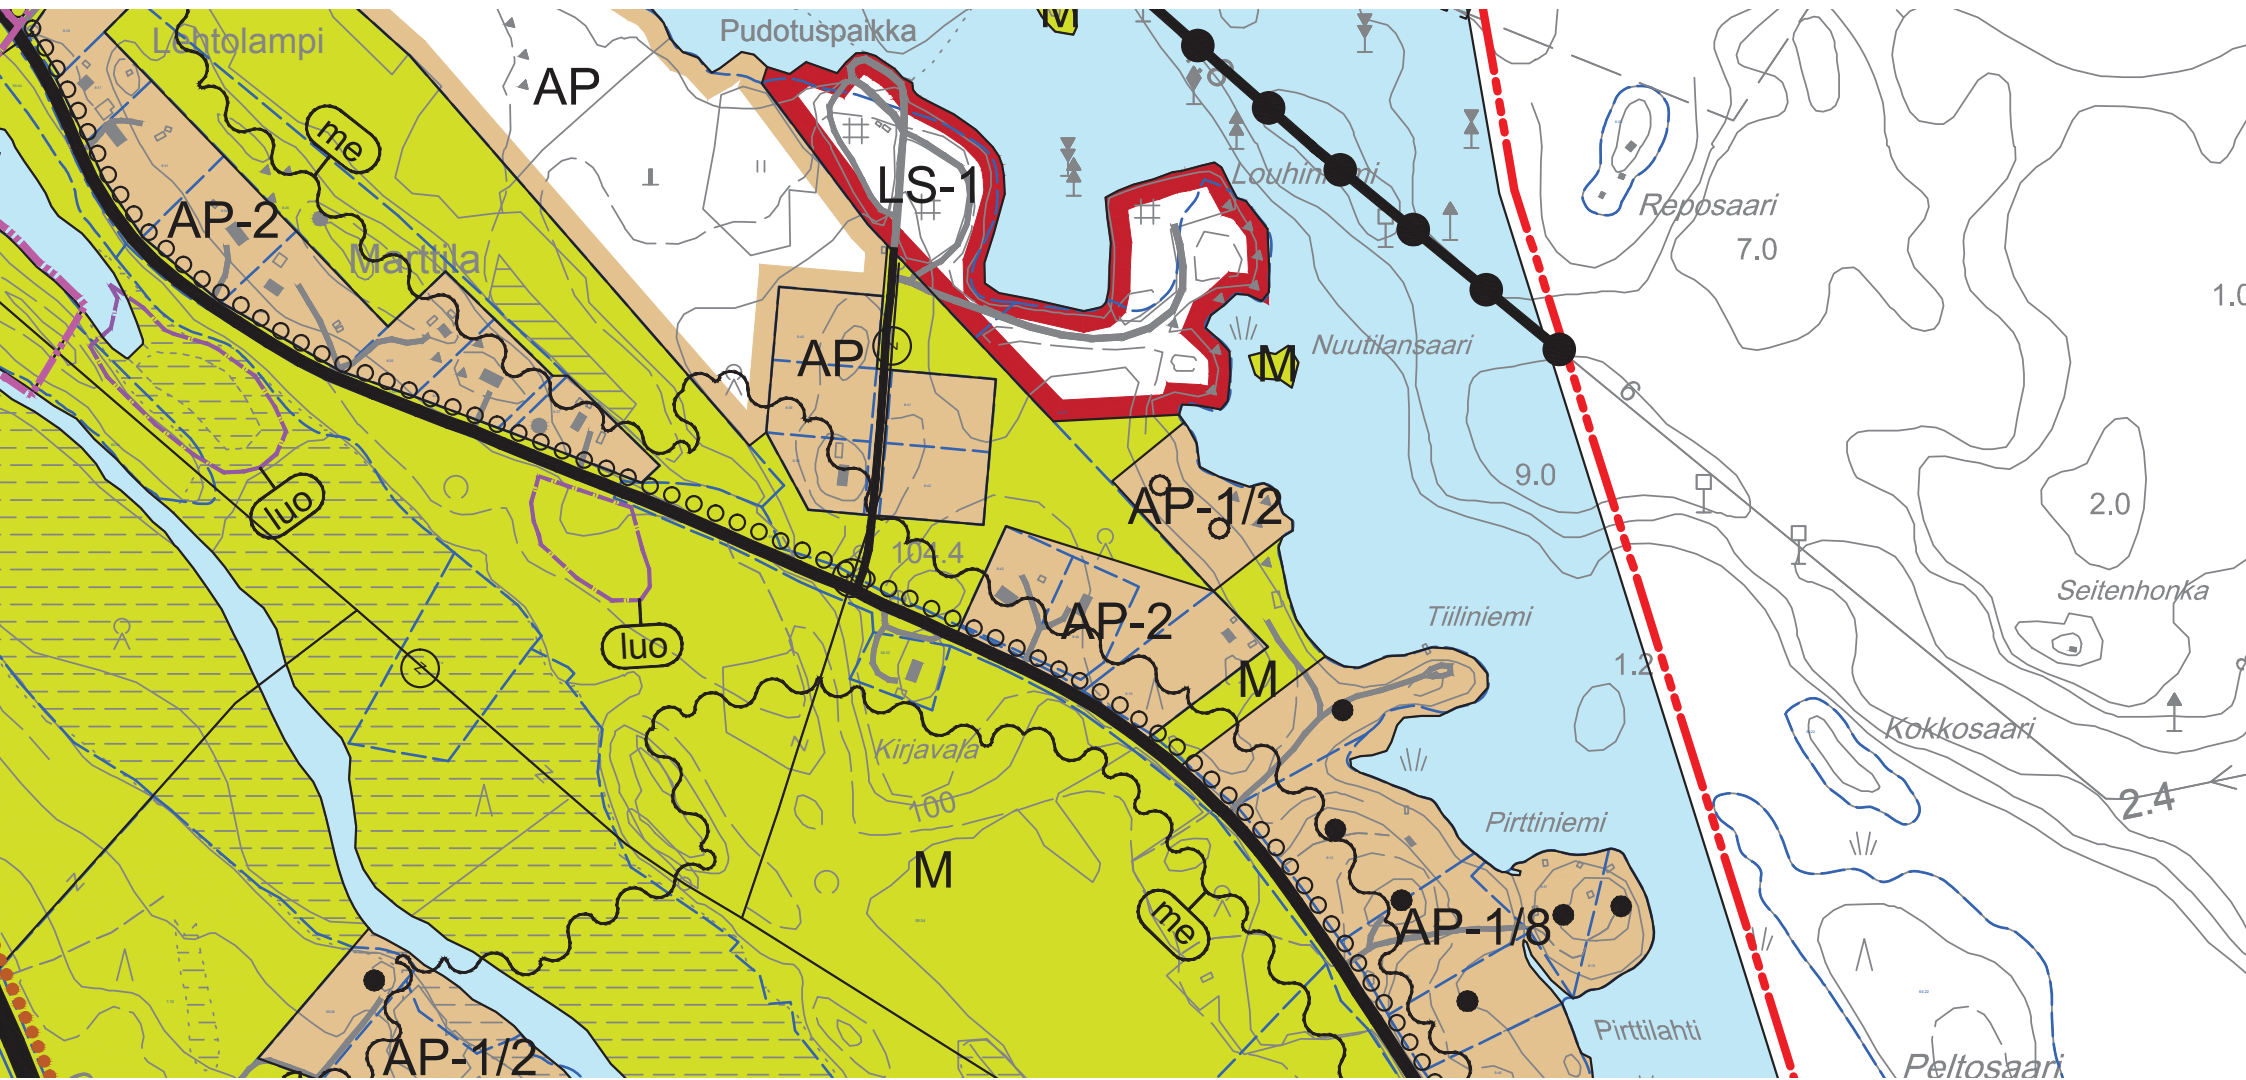 M
Pudotuspaikka
Lehtolampi
AP
me
LS-1
Louhiniemi
Reposaari
AP-2
7.0
Marttila
1.0
Nuutilansaari
AP
M
6
9.0
AP-1/2
2.0
luo
104.4
Seitenhonka
Tiiliniemi
AP-2
luo
1.2
M
z
Kokkosaari
Kirjavala
2.4
100
Pirttiniemi
M
me
AP-1/8
Pirttilahti
AP-1/2
Peltosaari